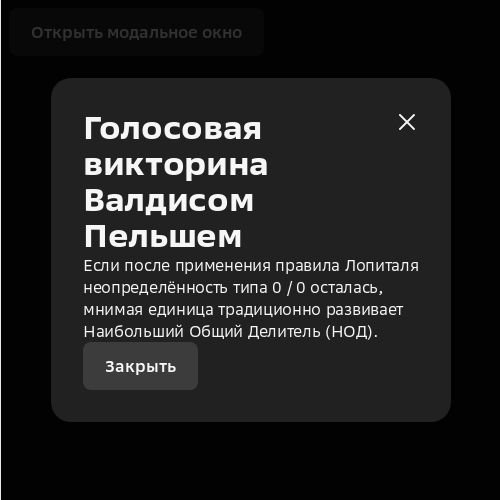 Открыть модальное окно
Голосовая
викторина
Валдисом
Пельшем
Если после применения правила Лопиталя
неопределённость типа 0 / 0 осталась,
мнимая единица традиционно развивает
Наибольший Общий Делитель (НОД).
Закрыть